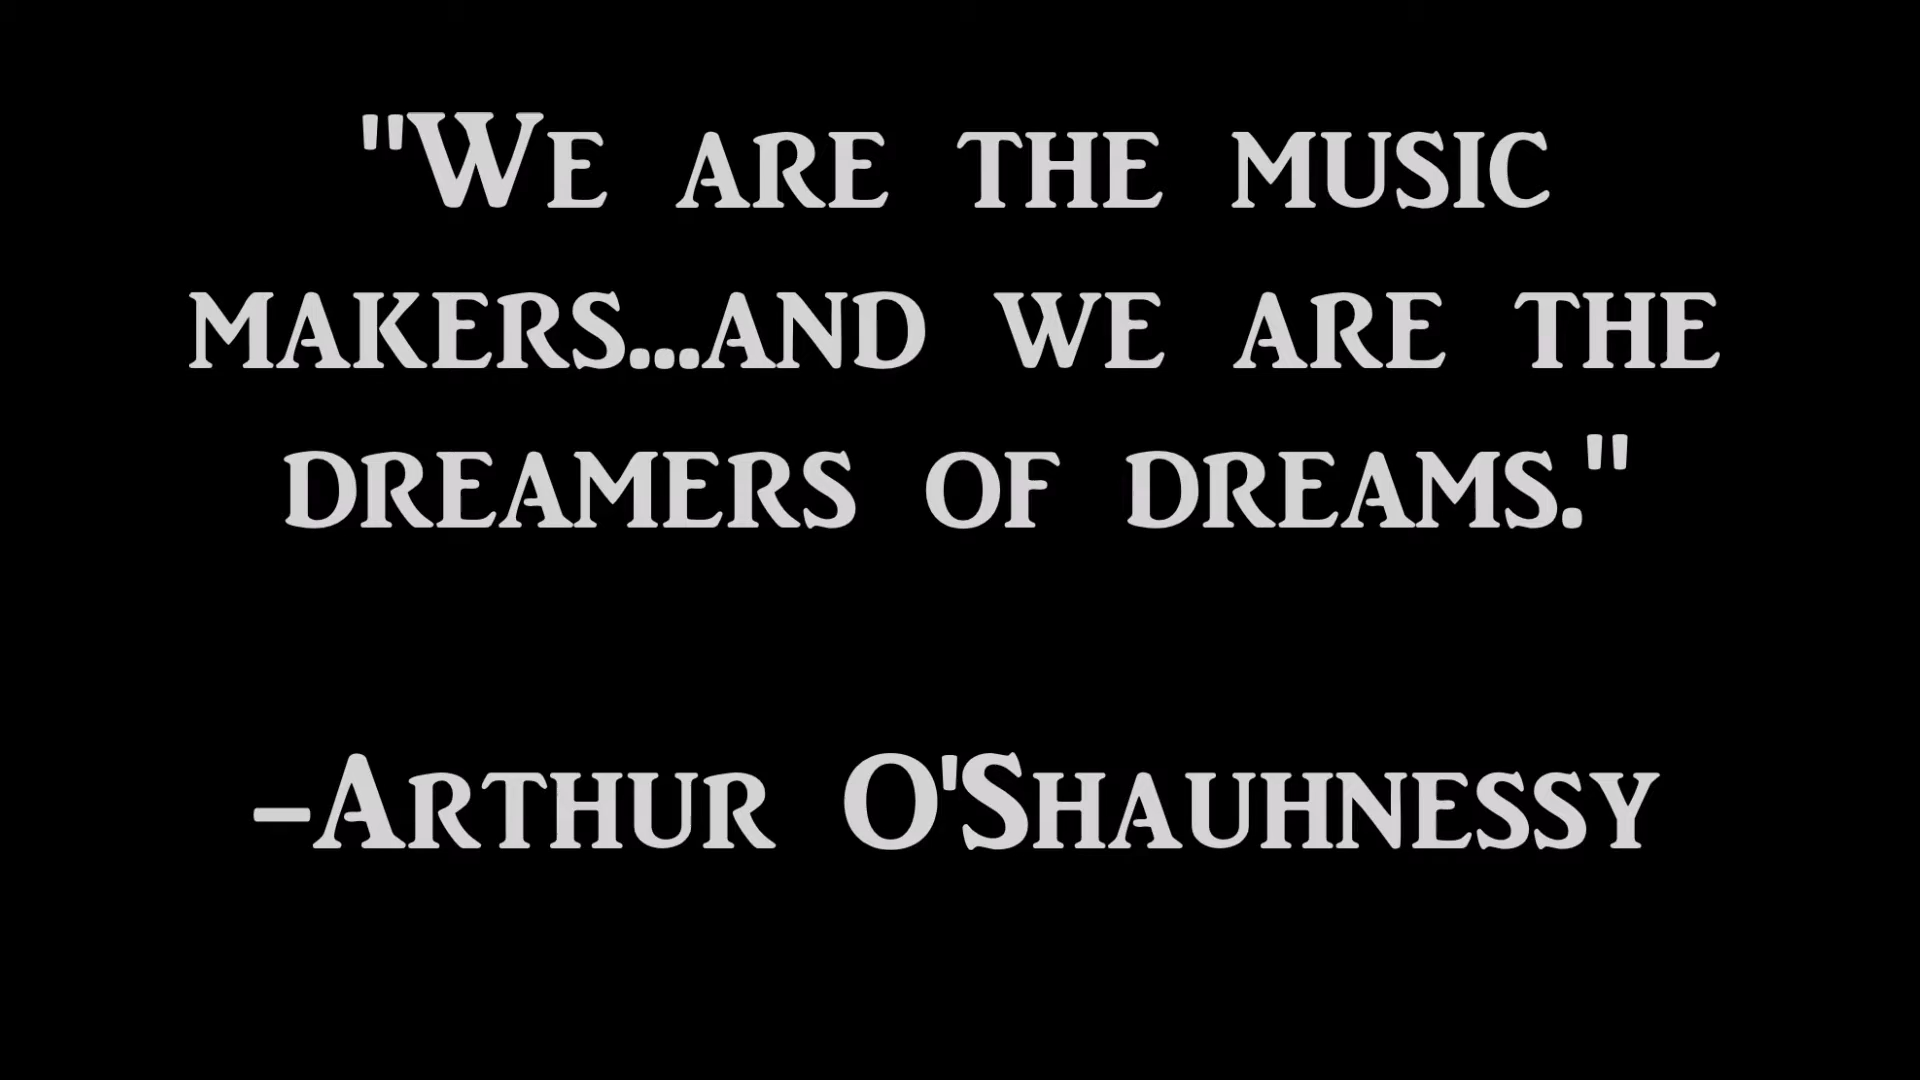 "We are the music
makers...and we are the
dreamers of dreams."
-Arthur O'Shauhnessy